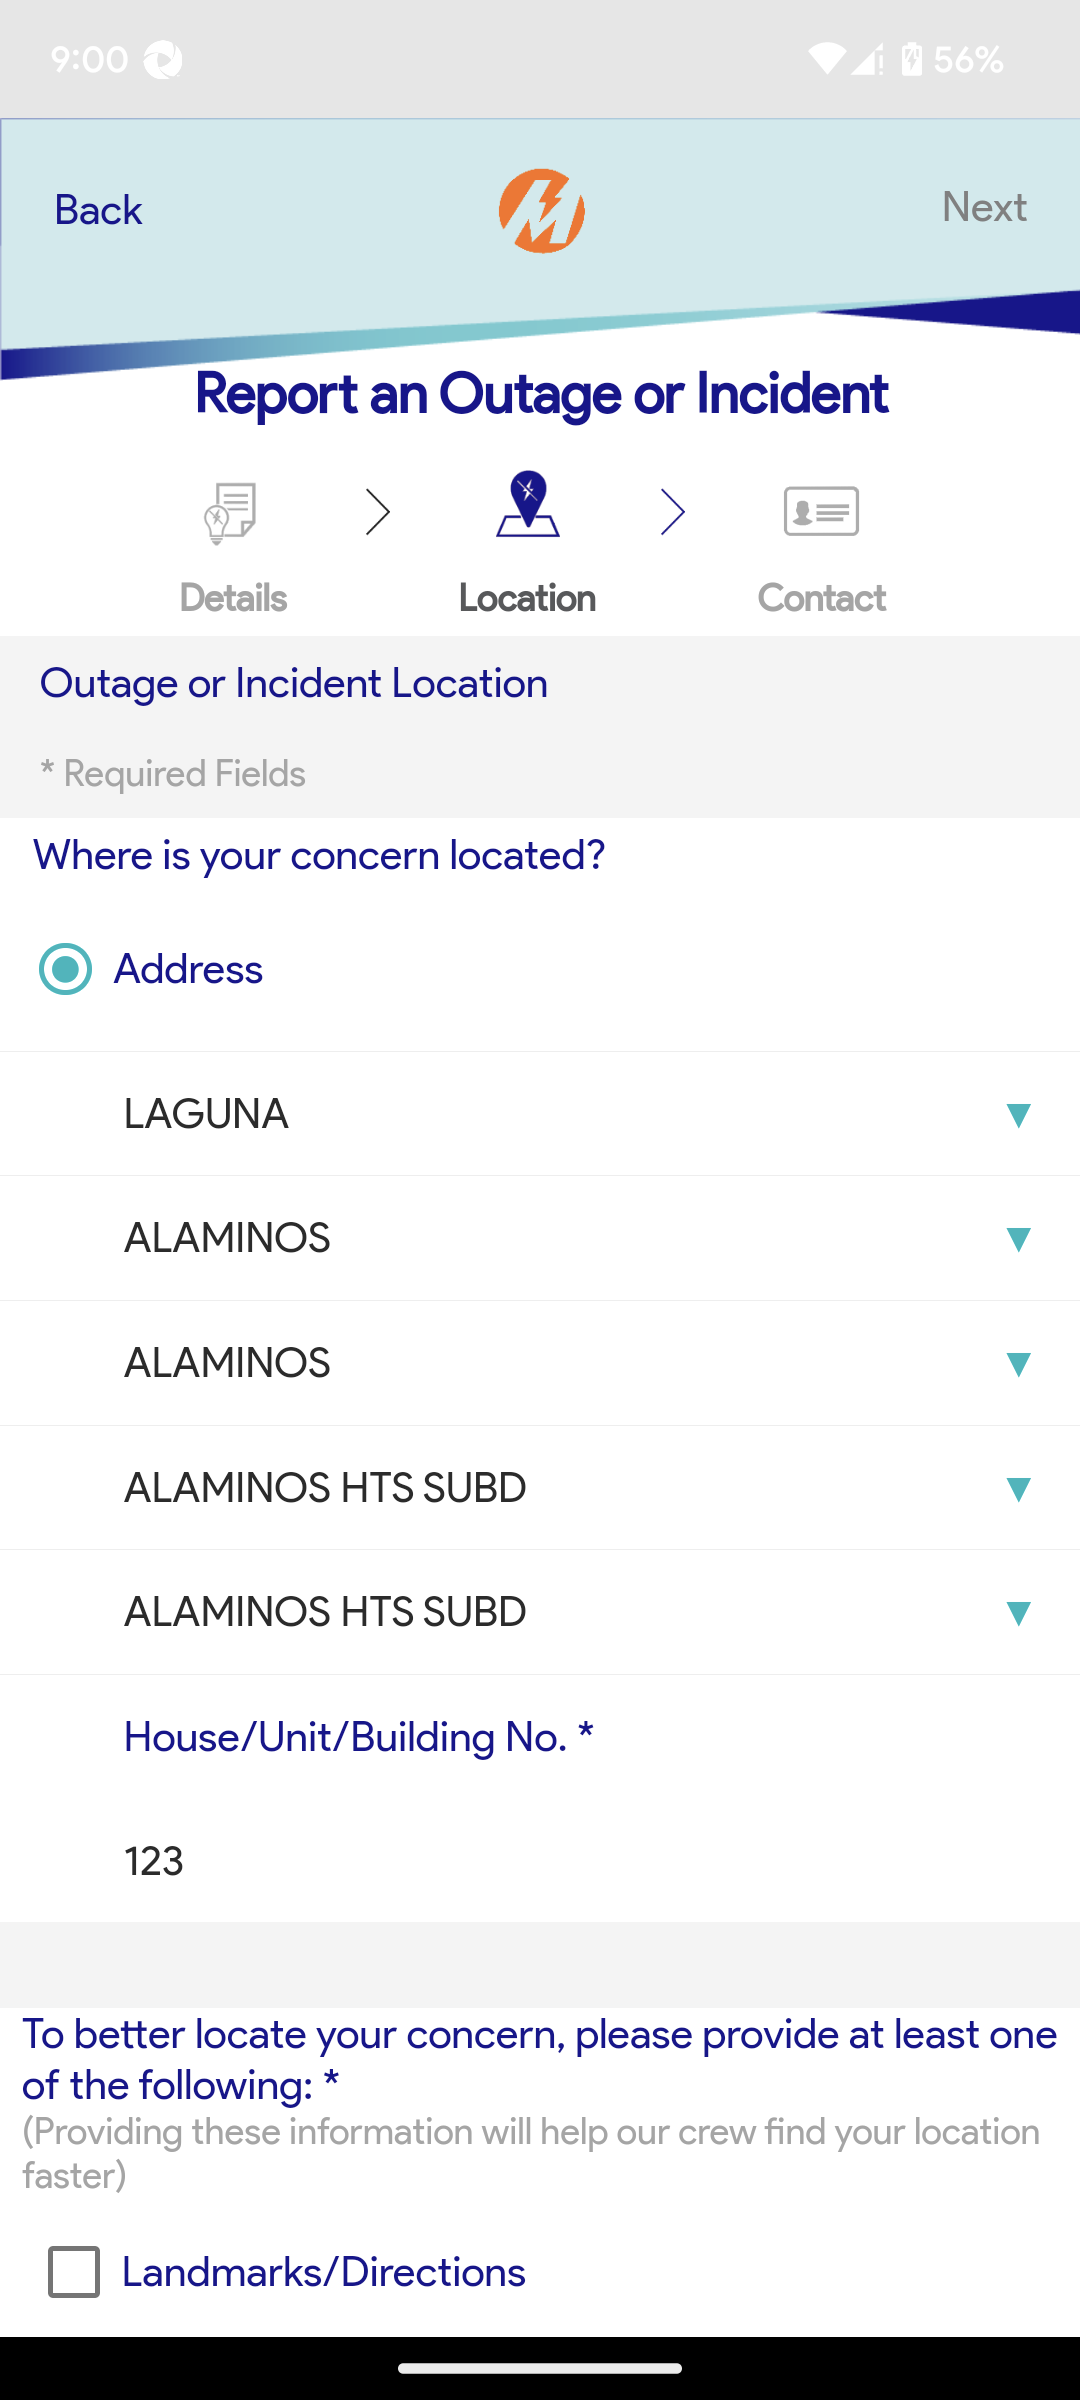 9:00
56%
Back
Next
Report an Outage or Incident
Details
Location
Contact
Outage or Incident Location
* Required Fields
Where is your concern located?
Address
LAGUNA
ALAMINOS
ALAMINOS
ALAMINOS HTS SUBD
ALAMINOS HTS SUBD
House/Unit/Building No. *
123
To better locate your concern, please provide at least one
of the following: *
(Providing these information will help our crew find your location
faster)
Landmarks/Directions